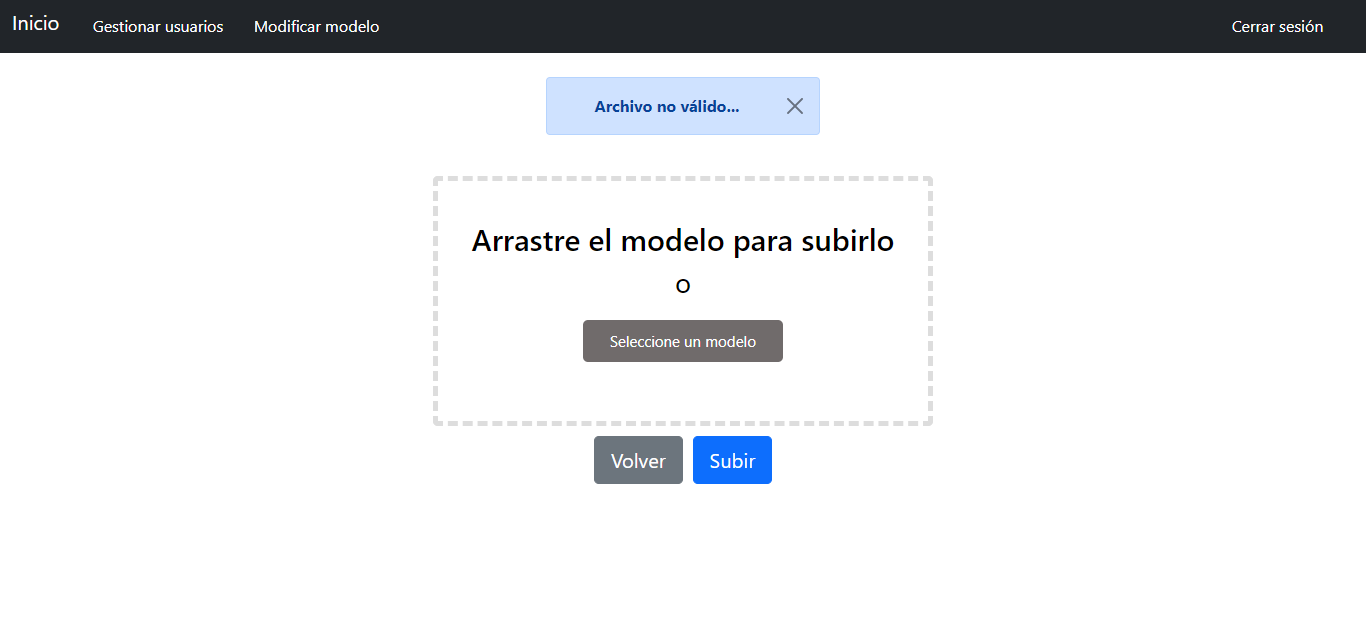 Inicio Gestionar usuarios Modificar modelo Cerrar sesión
Archivo no válido...
Arrastre el modelo para subirlo
O
Seleccione un modelo
Volver Subir